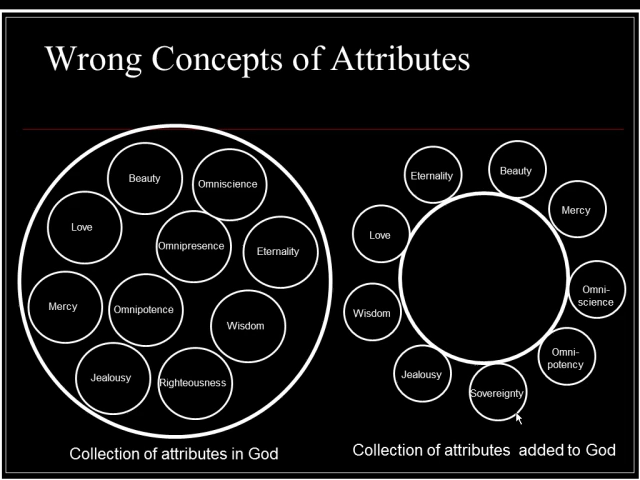 Wrong Concepts of Attributes
Beauty
Omniscience
Love
Omnipresence
Eternality
Mercy
Omnipotence
Wisdom
Jealousy
Righteousness
Collection of attributes in God
Eternality
Beauty
Mercy
Love
Omni-
science
Wisdom
Omni-
potency
Jealousy
Sovereignty
Collection of attributes added to God